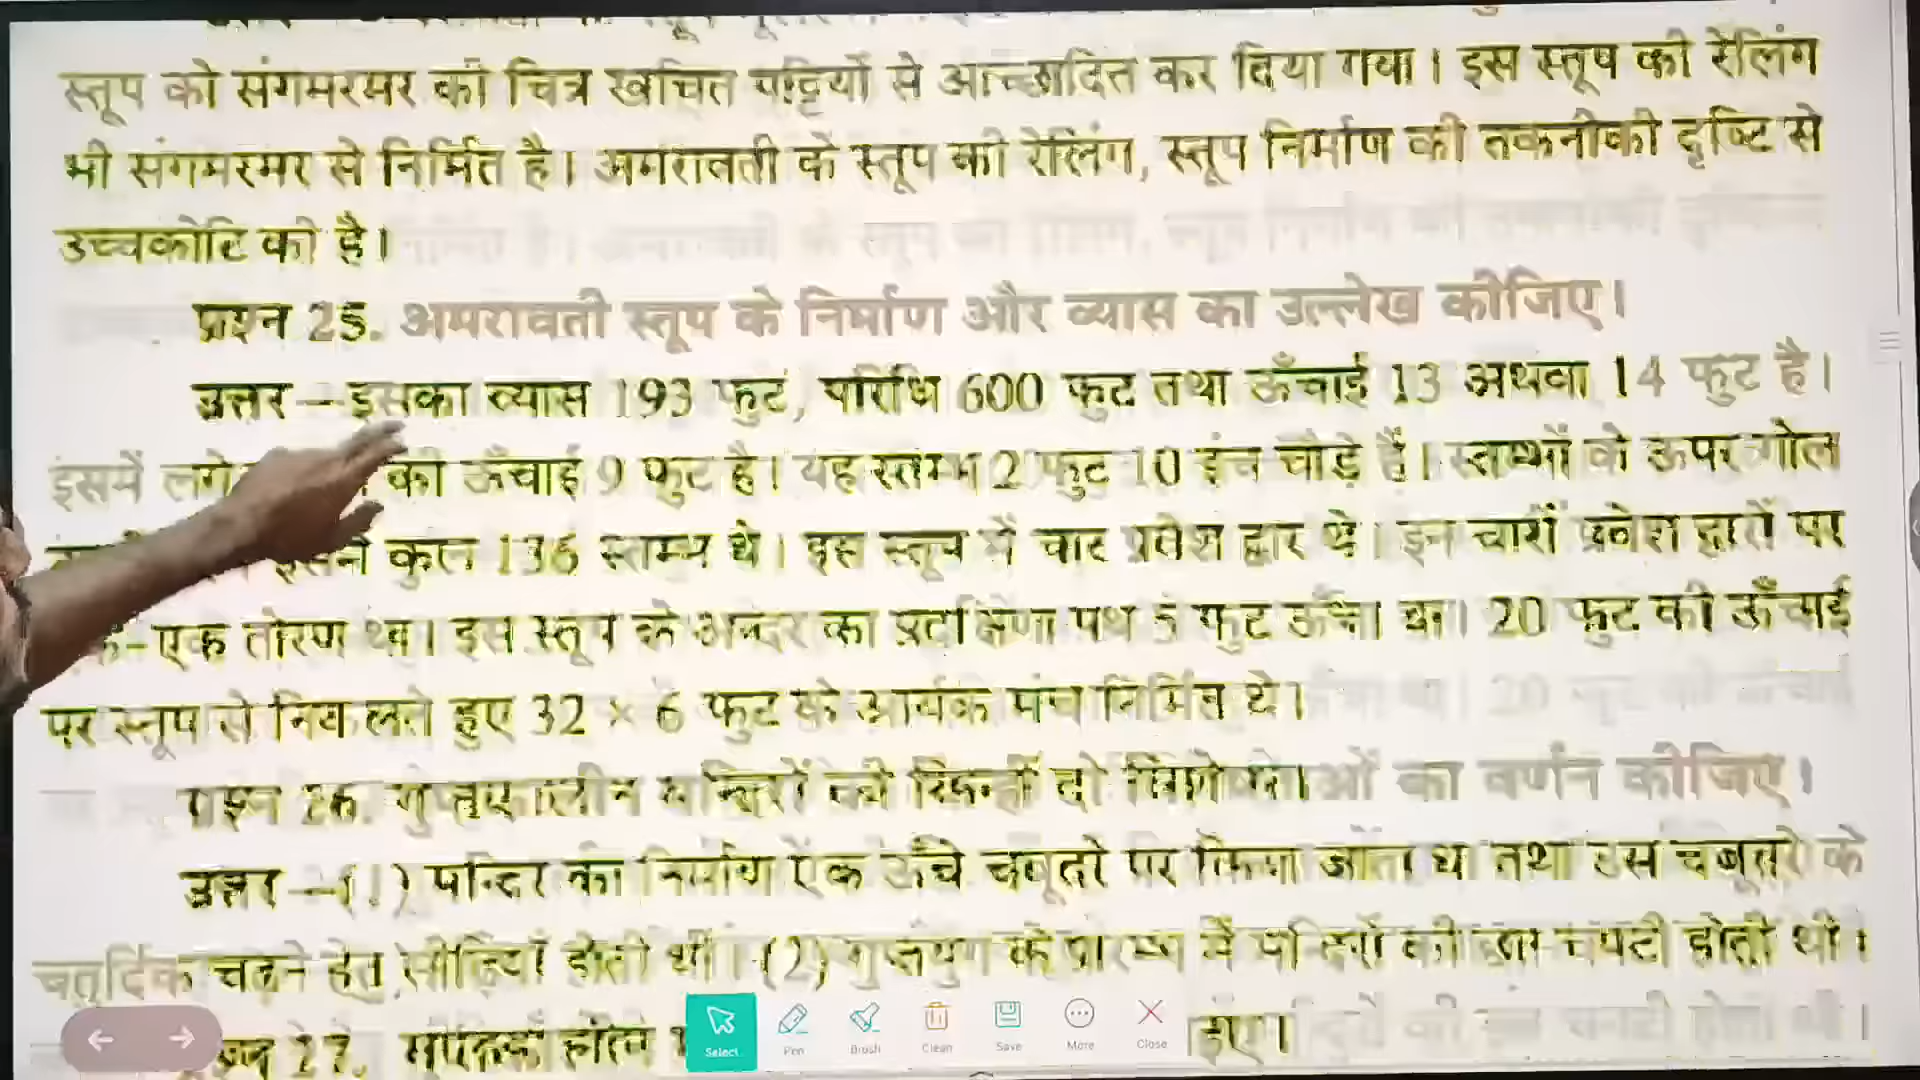 स्तूप को संगमरमर की चित्र खचित पट्टियों से आच्छादित कर दिया गया। इस स्तूप की रेलिंग
भी संगमरमर से निर्मित है। अमरावती के स्तूप की रेलिंग, स्तूप निर्माण की तकनीकी दृष्टि से
उच्चकोटि की है।
प्रश्न 25. अमरावती स्तूप के निर्माण और व्यास का उल्लेख कीजिए।
उत्तर—इसका व्यास 193 फुट, परिधि 600 फुट तथा ऊँचाई 13 अथवा 14 फुट है।
इसमें लगे की ऊँचाई 9 फुट है। यह स्तम्भ 2 फुट 10 इंच चौड़े हैं। स्तम्भों के ऊपर गोल
इसमें कुल 136 स्तम्भ थे। इस स्तूप में चार प्रवेश द्वार थे। इन चारों प्रवेश द्वारों पर
एक तोरण था। इस स्तूप के अन्दर का प्रदक्षिणा पथ 5 फुट ऊँचा था। 20 फुट की ऊँचाई
पर स्तूप से निकलते हुए 32 × 6 फुट के आर्यक मंच निर्मित थे।
प्रश्न 26. गुप्तकालीन मन्दिरों की किन्हीं दो विशेषताओं का वर्णन कीजिए।
उत्तर—(1) मन्दिर का निर्माण एक ऊँचे चबूतरे पर किया जाता था तथा उस चबूतरे के
चतुर्दिक चढ़ने हेतु सीढ़ियाँ होती थीं। (2) गुप्तयुग के प्रारम्भ में मन्दिरों की छत चपटी होती थी।
27.
Select Pen Brush Clean Save More Close